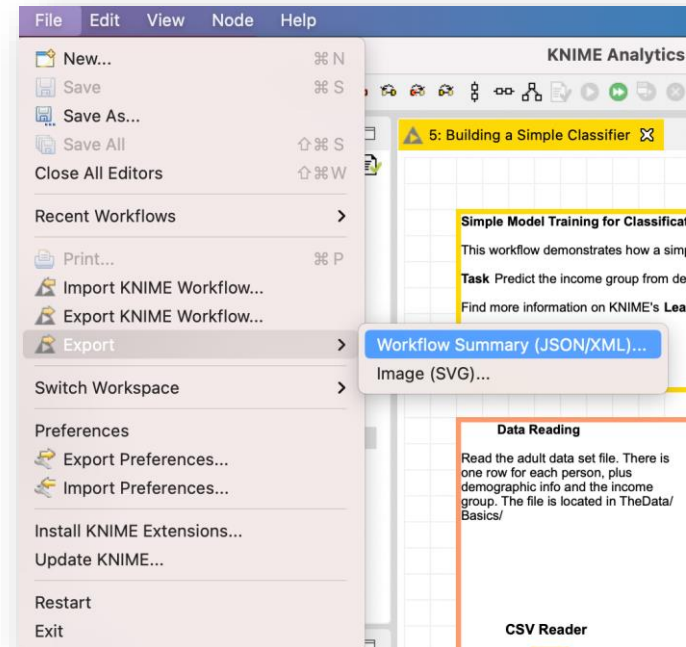 File Edit View Node Help
KNIME Analytics
New... ⌘ N
Save ⌘ S
Save As...
Save All ⇧ ⌘ S
Close All Editors ⇧ ⌘ W
Recent Workflows
Print... ⌘ P
Import KNIME Workflow...
Export KNIME Workflow...
Export
Workflow Summary (JSON/XML)...
Image (SVG)...
Switch Workspace
Preferences
Export Preferences...
Import Preferences...
Install KNIME Extensions...
Update KNIME...
Restart
Exit
5: Building a Simple Classifier
Simple Model Training for Classificat
This workflow demonstrates how a simp
Task Predict the income group from de
Find more information on KNIME's Lea
Data Reading
Read the adult data set file. There is
one row for each person, plus
demographic info and the income
group. The file is located in TheData/
Basics/
CSV Reader